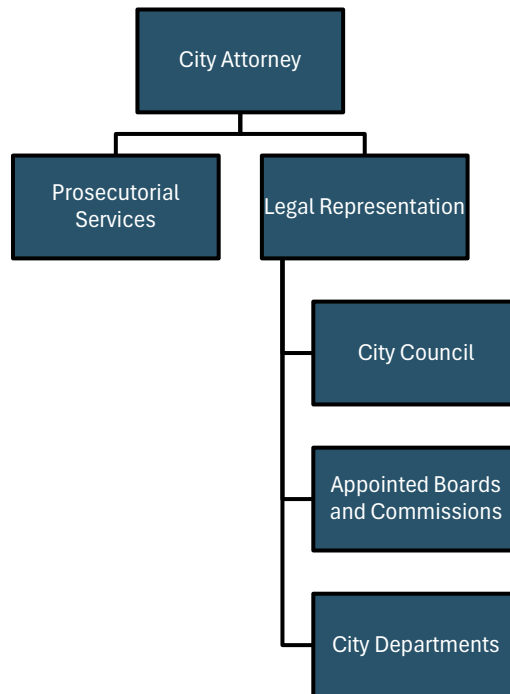 City Attorney
Prosecutorial
Services
Legal Representation
City Council
Appointed Boards
and Commissions
City Departments